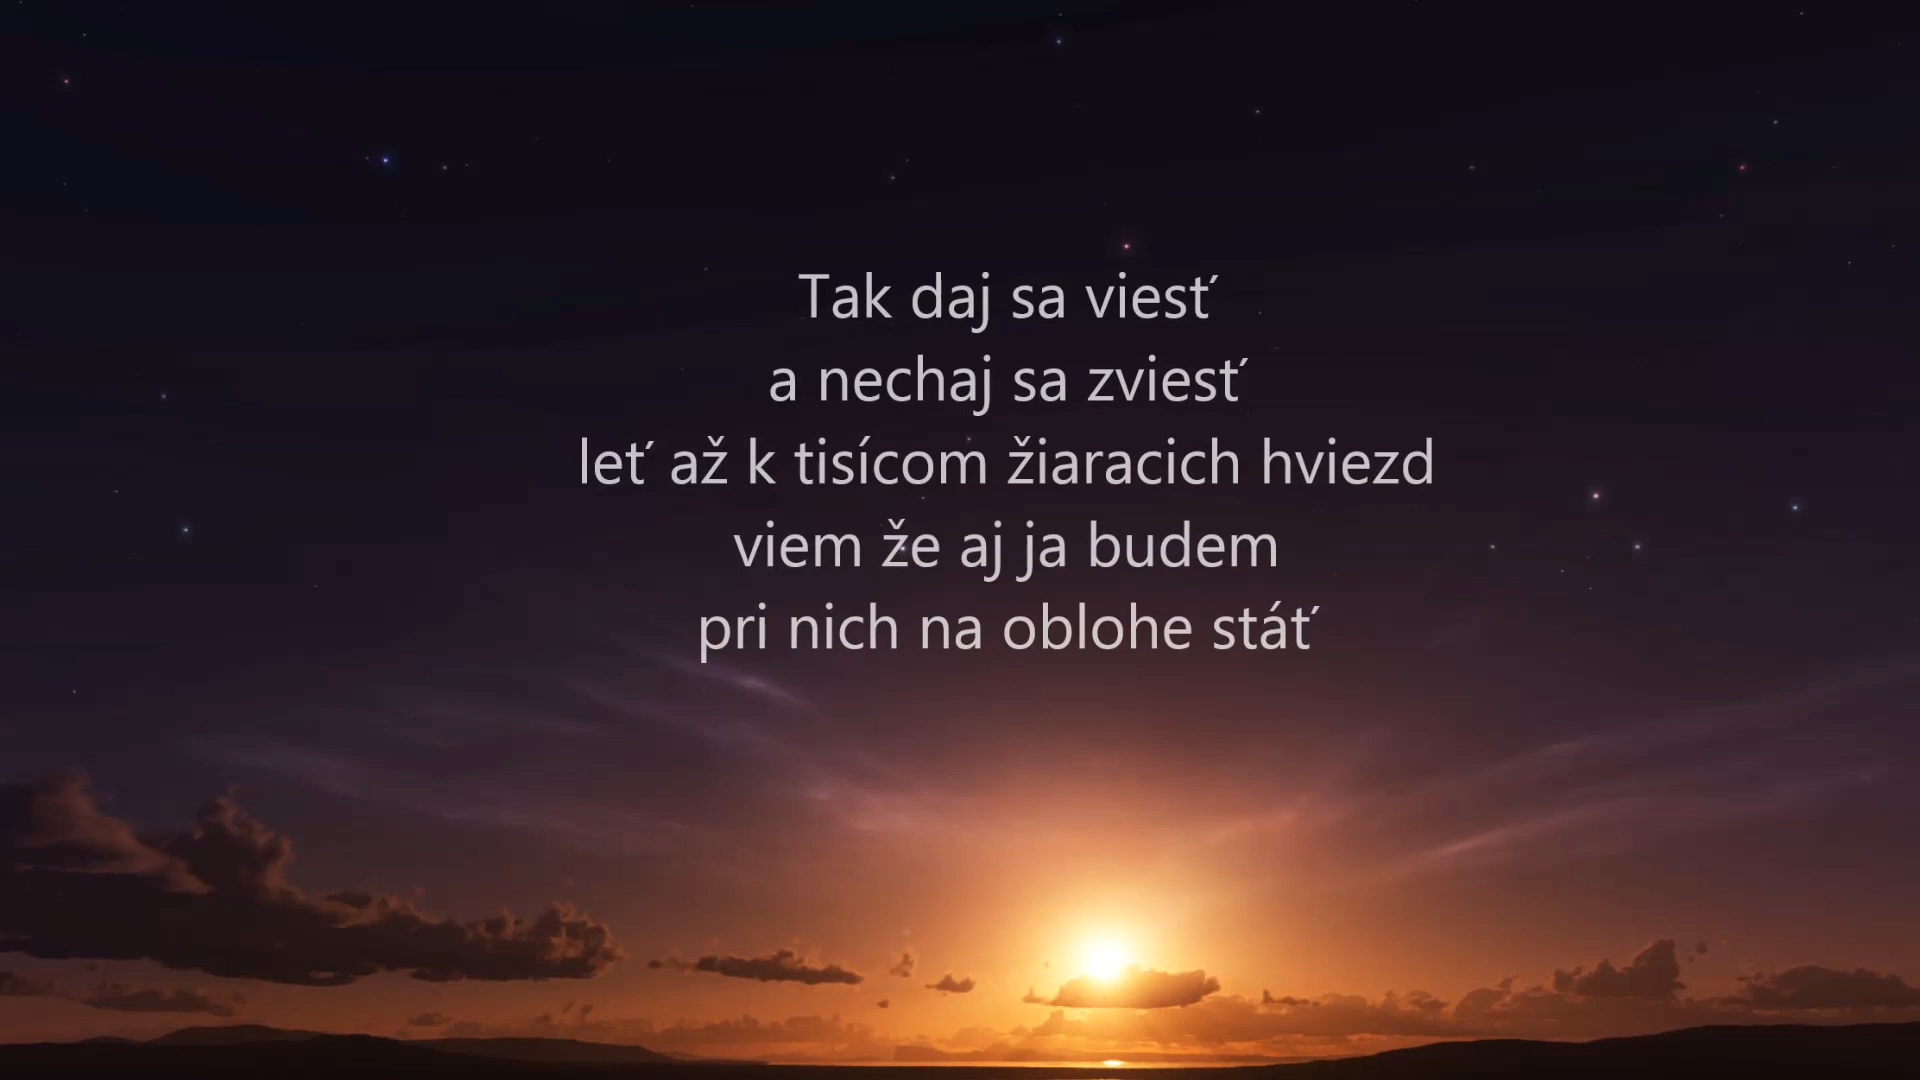 Tak daj sa viesť
a nechaj sa zviesť
leť až k tisícom žiaracich hviezd
viem že aj ja budem
pri nich na oblohe stáť